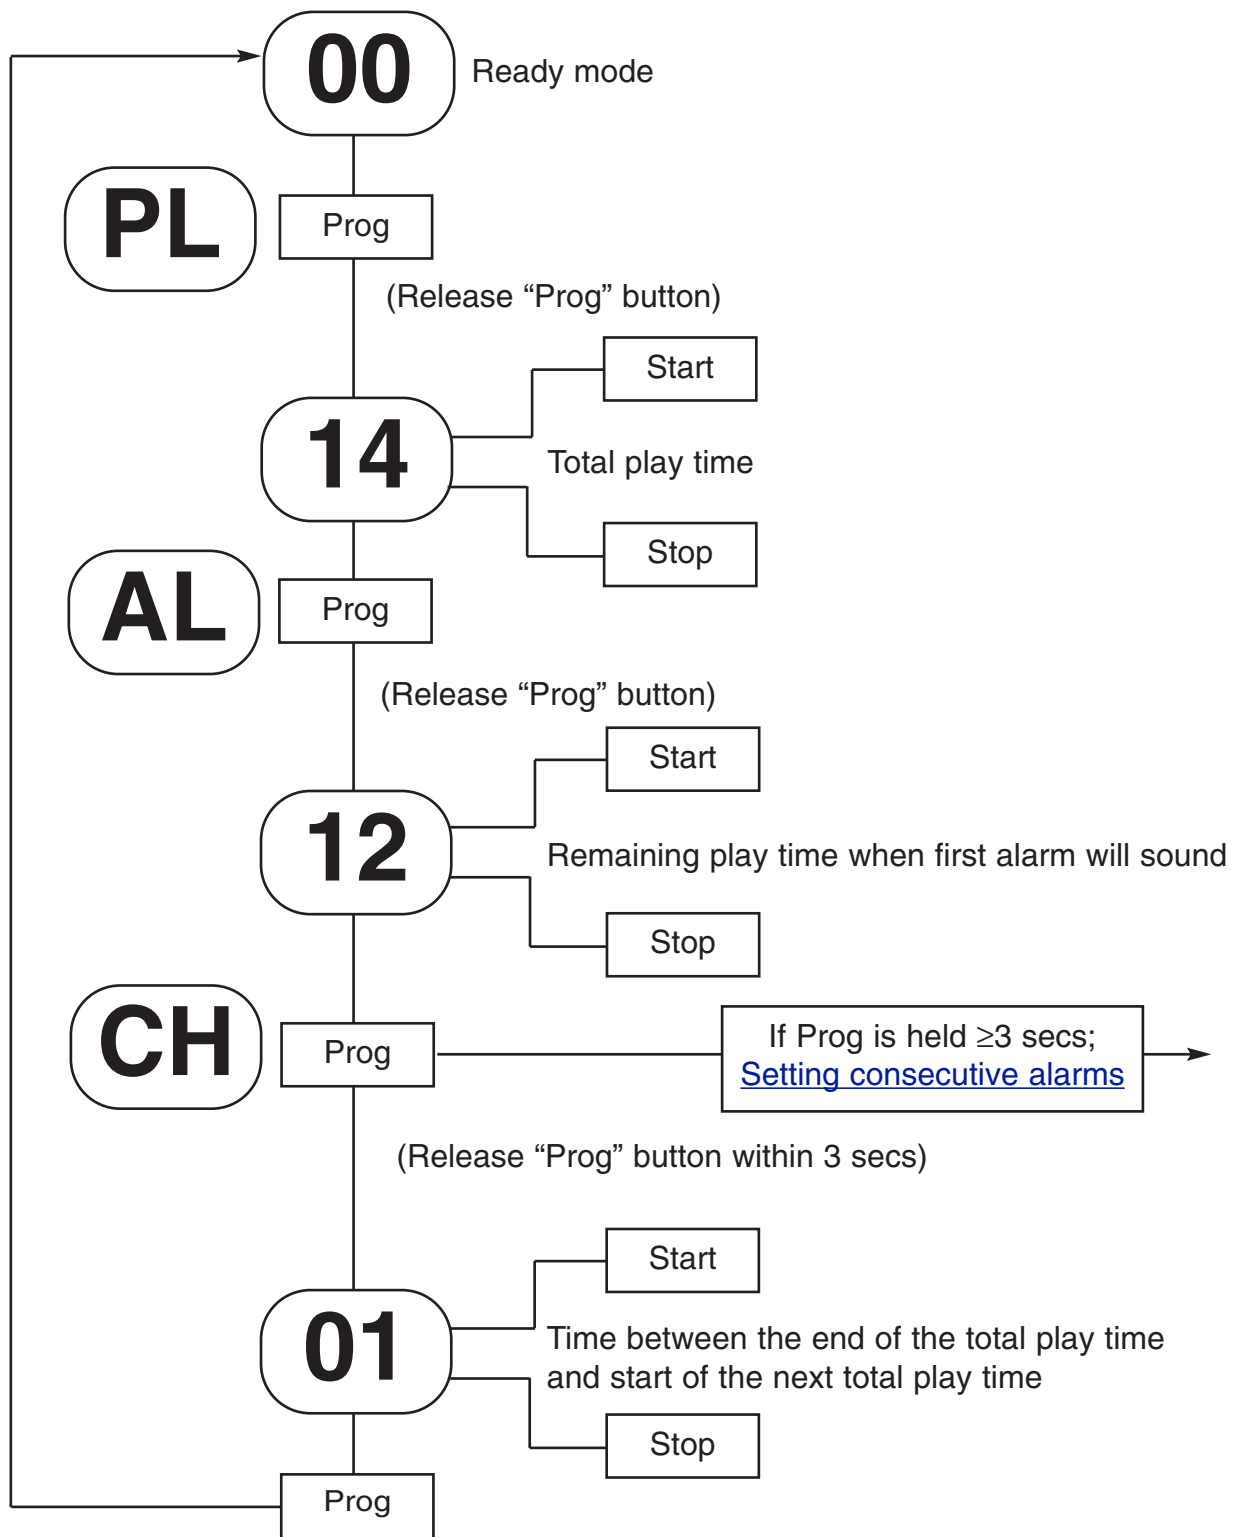 00
Ready mode
PL
Prog
(Release “Prog” button)
Start
14
Total play time
Stop
AL
Prog
(Release “Prog” button)
Start
12
Remaining play time when first alarm will sound
Stop
CH
Prog
If Prog is held ≥3 secs;
Setting consecutive alarms
(Release “Prog” button within 3 secs)
Start
01
Time between the end of the total play time
and start of the next total play time
Stop
Prog